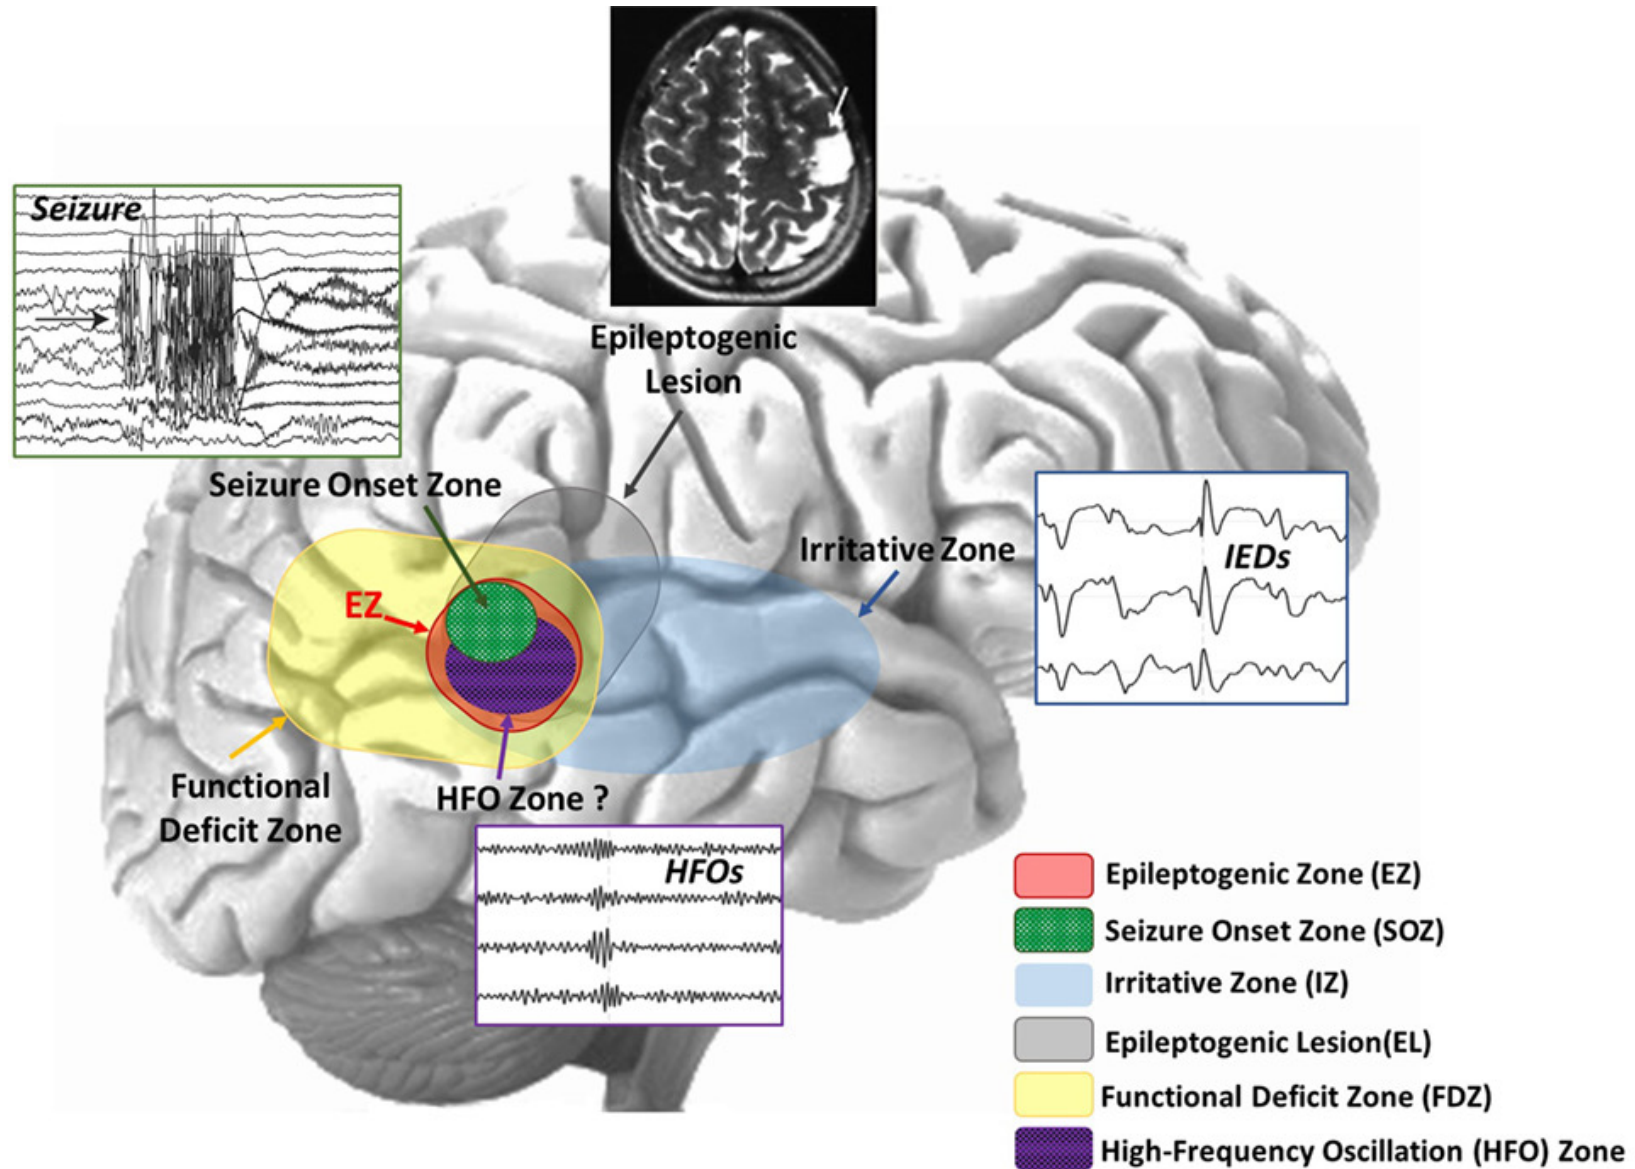 Seizure
Epileptogenic
Lesion
Seizure Onset Zone
Irritative Zone
IEDs
EZ
Functional
Deficit Zone
HFO Zone ?
HFOs
Epileptogenic Zone (EZ)
Seizure Onset Zone (SOZ)
Irritative Zone (IZ)
Epileptogenic Lesion(EL)
Functional Deficit Zone (FDZ)
High-Frequency Oscillation (HFO) Zone